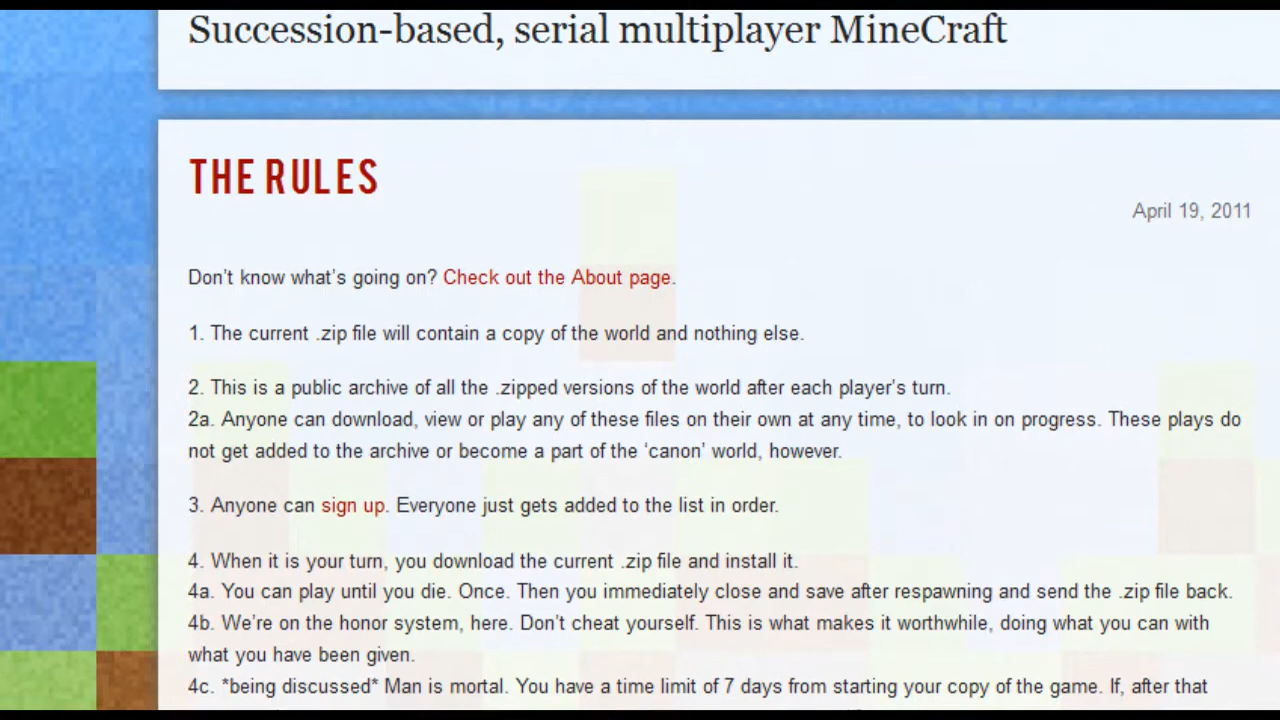 Succession-based, serial multiplayer MineCraft
THE RULES
April 19, 2011
Don't know what's going on? Check out the About page.
1. The current .zip file will contain a copy of the world and nothing else.
2. This is a public archive of all the .zipped versions of the world after each player's turn.
2a. Anyone can download, view or play any of these files on their own at any time, to look in on progress. These plays do
not get added to the archive or become a part of the ‘canon’ world, however.
3. Anyone can sign up. Everyone just gets added to the list in order.
4. When it is your turn, you download the current .zip file and install it.
4a. You can play until you die. Once. Then you immediately close and save after respawning and send the .zip file back.
4b. We're on the honor system, here. Don't cheat yourself. This is what makes it worthwhile, doing what you can with
what you have been given.
4c. *being discussed* Man is mortal. You have a time limit of 7 days from starting your copy of the game. If, after that